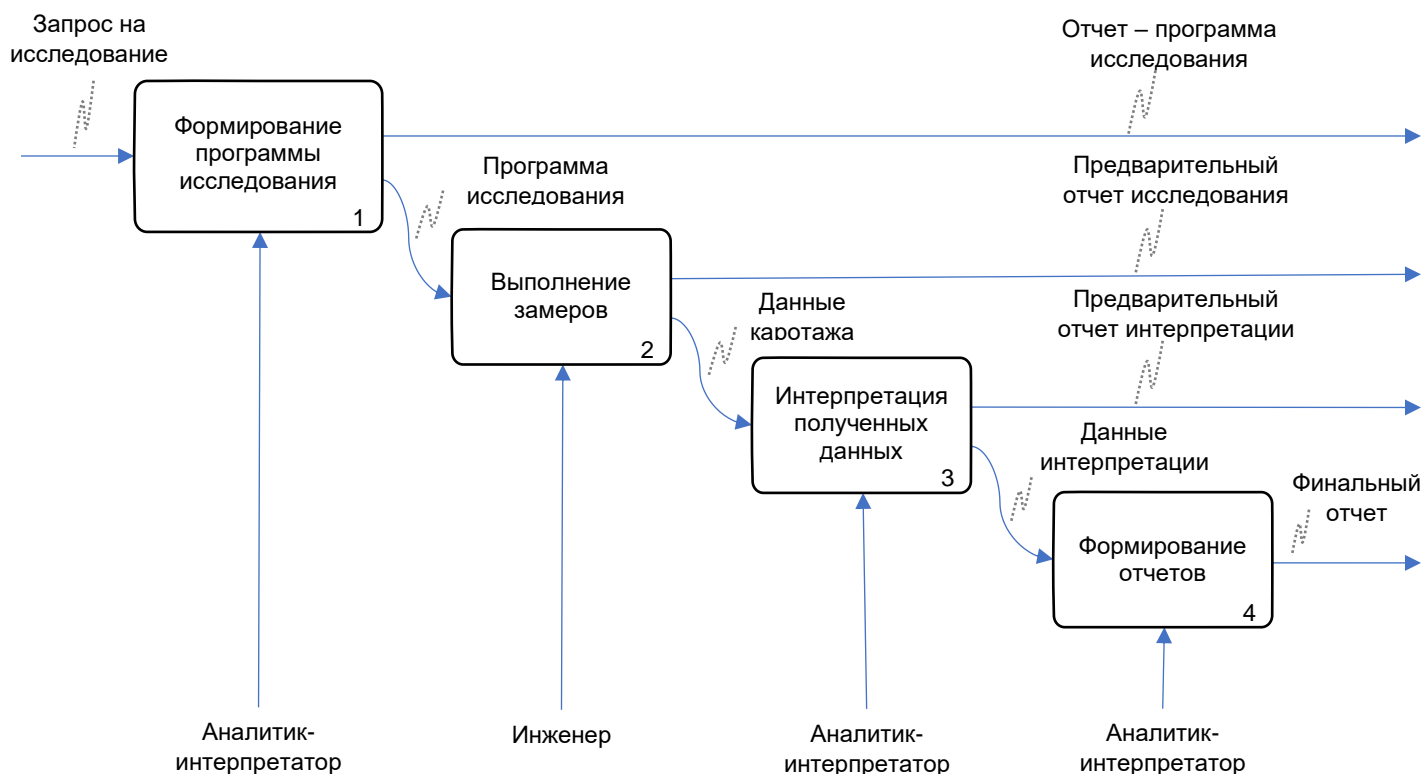 Запрос на
исследование
Отчет – программа
исследования
Формирование
программы
исследования
1
Программа
исследования
Предварительный
отчет исследования
Выполнение
замеров
2
Данные
каротажа
Предварительный
отчет интерпретации
Интерпретация
полученных
данных
3
Данные
интерпретации
Финальный
отчет
Формирование
отчетов
4
Аналитик-
интерпретатор
Инженер
Аналитик-
интерпретатор
Аналитик-
интерпретатор